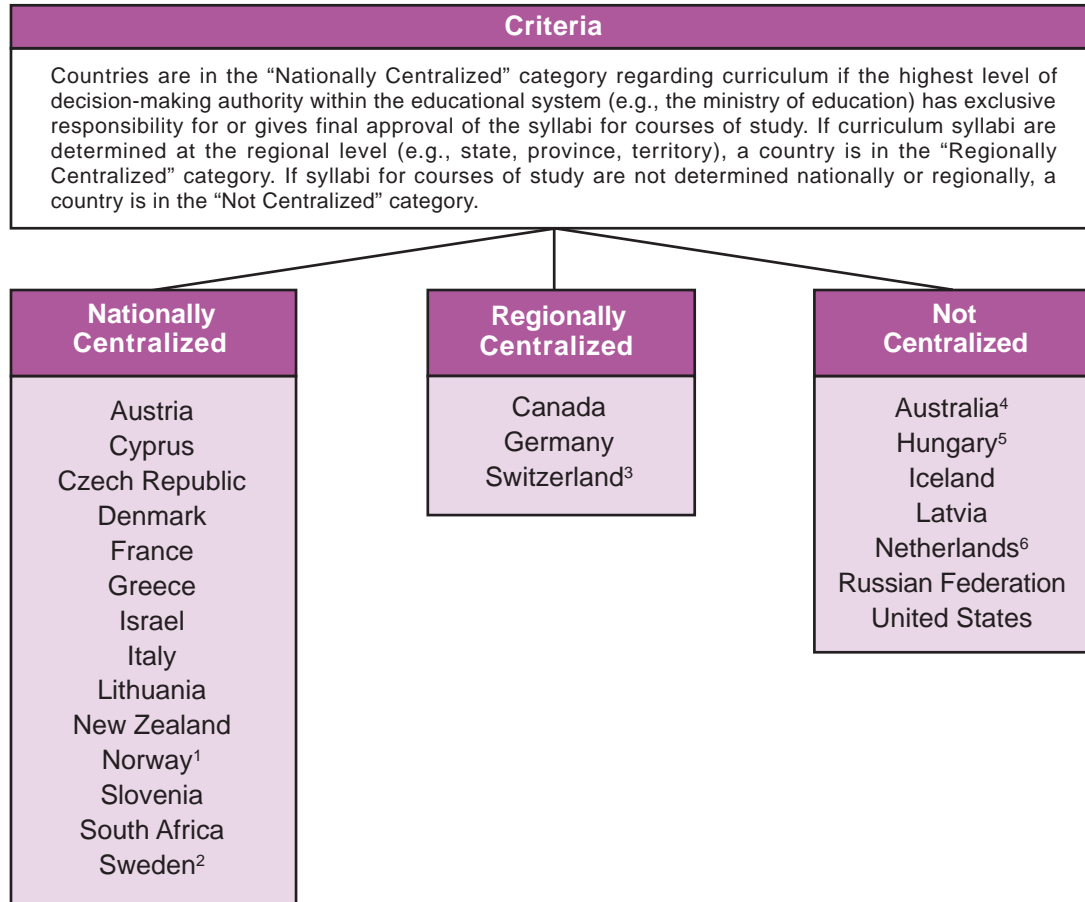 Criteria
Countries are in the “Nationally Centralized” category regarding curriculum if the highest level of
decision-making authority within the educational system (e.g., the ministry of education) has exclusive
responsibility for or gives final approval of the syllabi for courses of study. If curriculum syllabi are
determined at the regional level (e.g., state, province, territory), a country is in the “Regionally
Centralized” category. If syllabi for courses of study are not determined nationally or regionally, a
country is in the “Not Centralized” category.
Nationally
Centralized
Austria
Cyprus
Czech Republic
Denmark
France
Greece
Israel
Italy
Lithuania
New Zealand
Norway¹
Slovenia
South Africa
Sweden²
Regionally
Centralized
Canada
Germany
Switzerland³
Not
Centralized
Australia⁴
Hungary⁵
Iceland
Latvia
Netherlands⁶
Russian Federation
United States